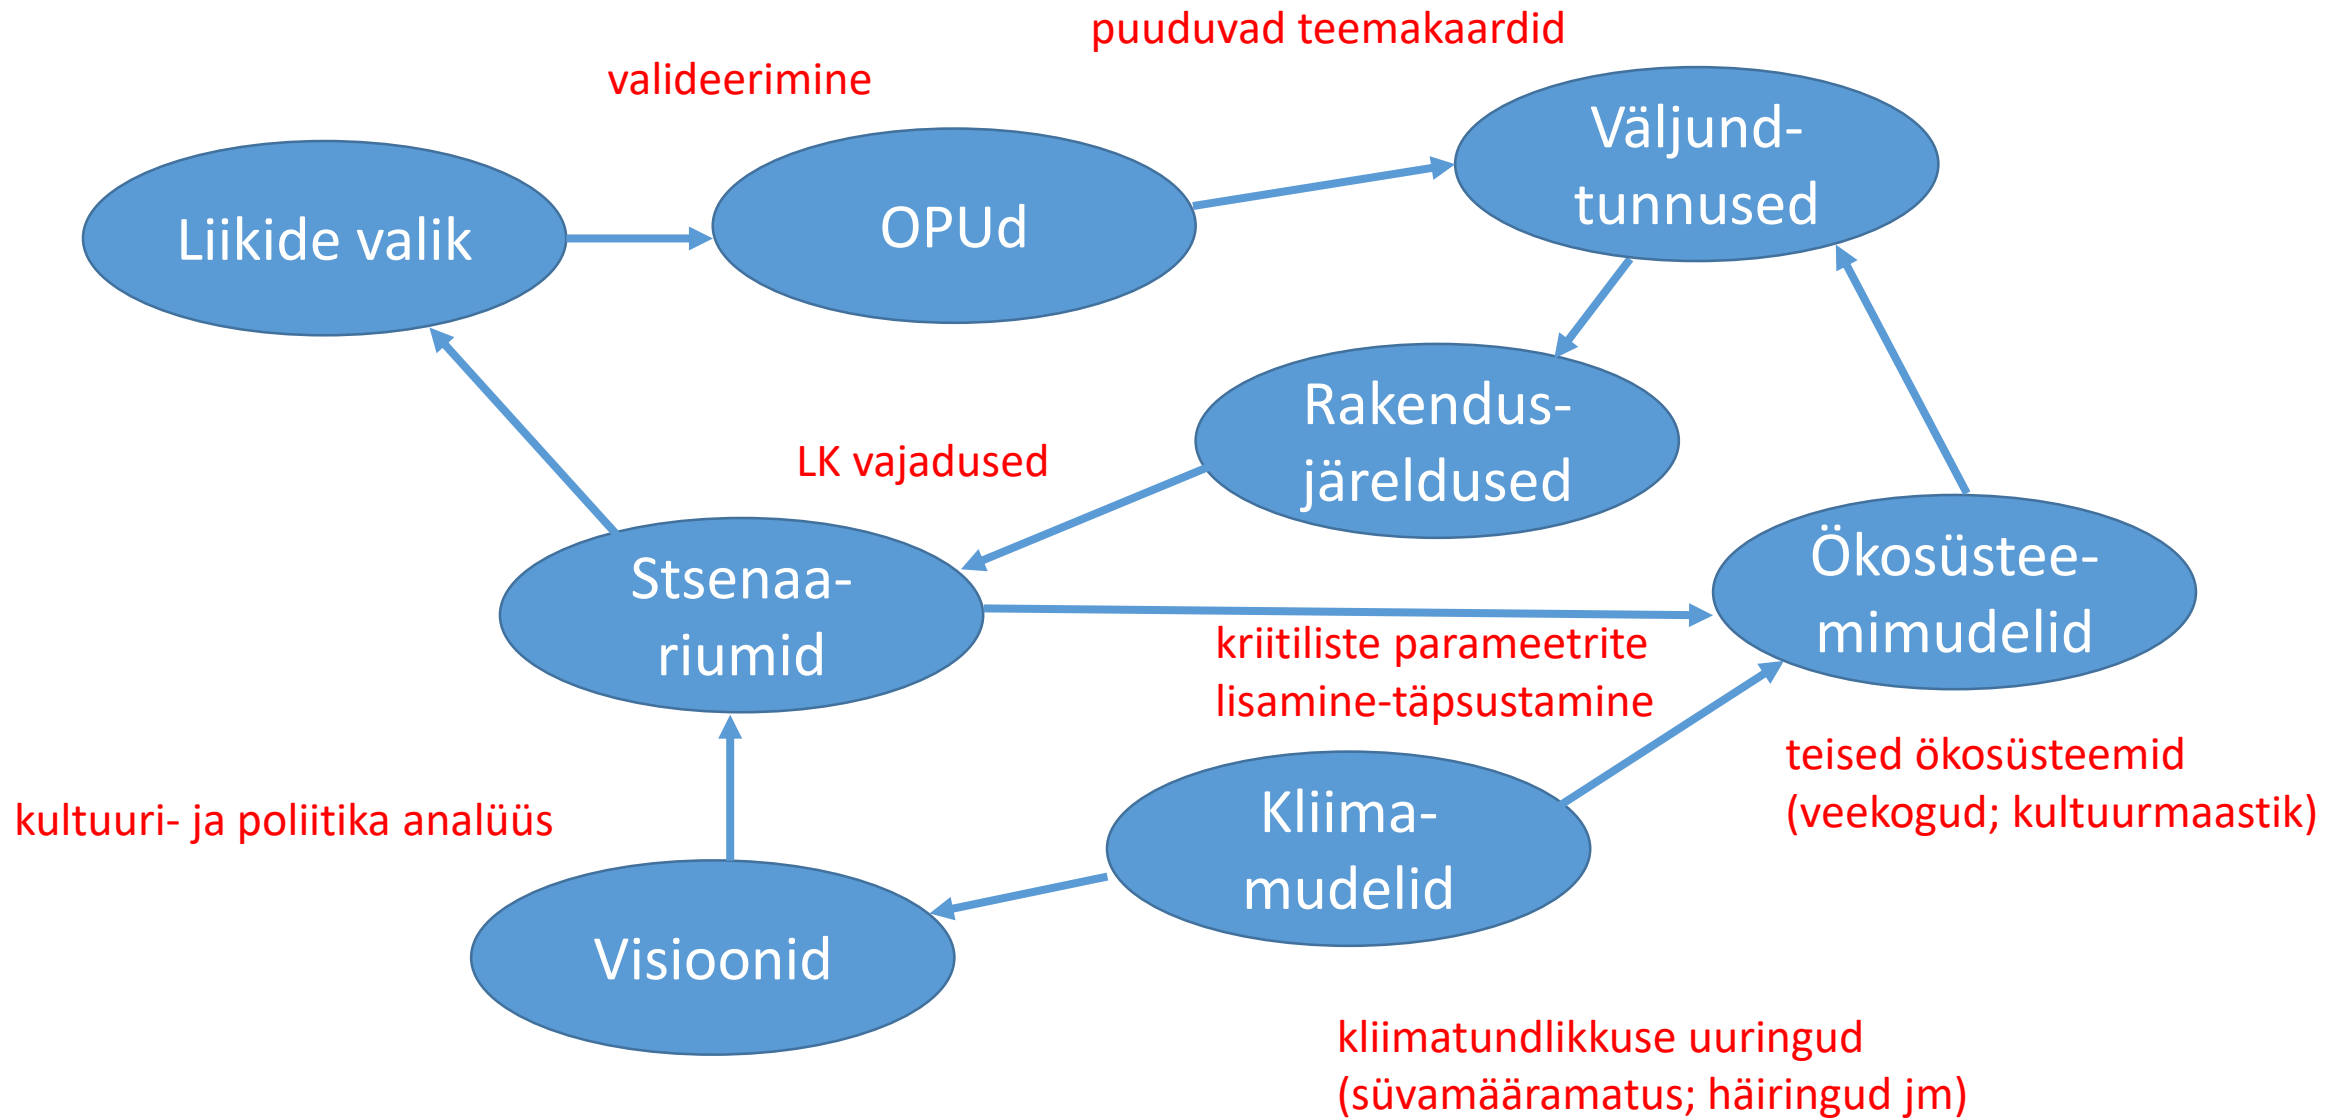 puuduvad teemakaardid
valideerimine
Väljund-
tunnused
Liikide valik
OPUd
Rakendus-
järeldused
LK vajadused
Stsenaa-
riumid
Ökosüstee-
mimudelid
kriitiliste parameetrite
lisamine-täpsustamine
teised ökosüsteemid
(veekogud; kultuurmaastik)
kultuuri- ja poliitika analüüs
Kliima-
mudelid
Visioonid
kliimatundlikkuse uuringud
(süvamääramatus; häiringud jm)